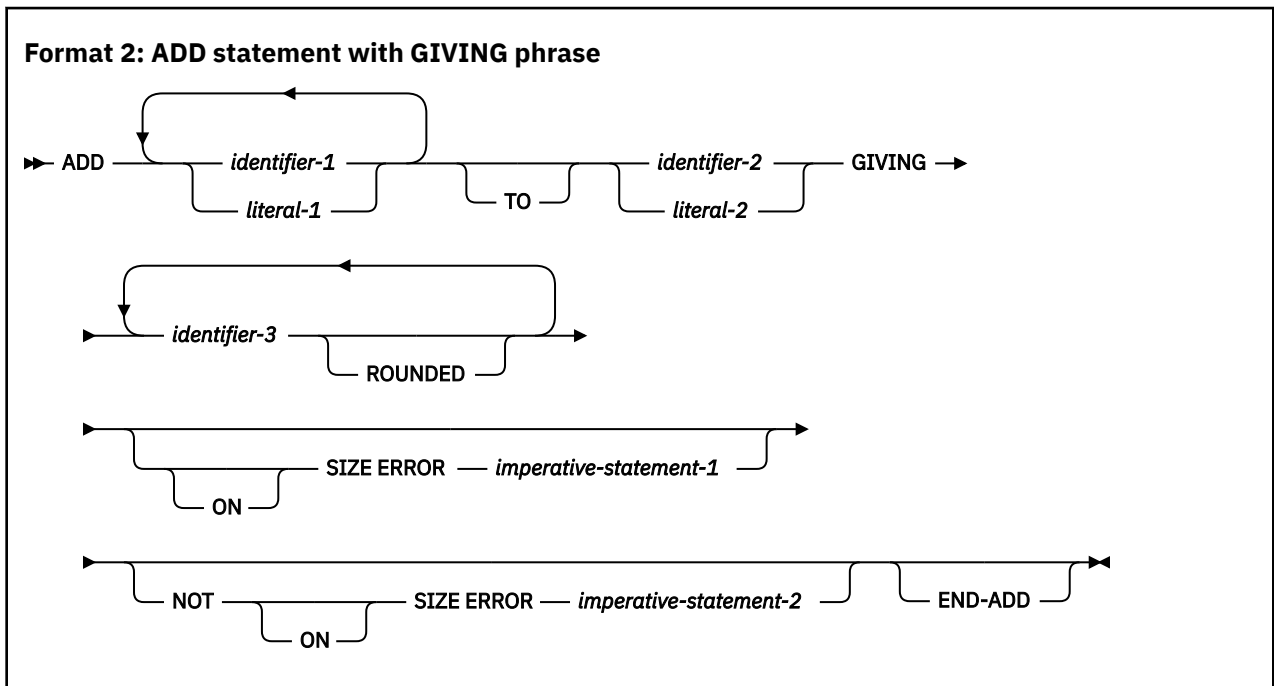 Format 2: ADD statement with GIVING phrase
ADD identifier-1 TO identifier-2 GIVING
literal-1 literal-2
identifier-3
ROUNDED
SIZE ERROR imperative-statement-1
ON
NOT SIZE ERROR imperative-statement-2 END-ADD
ON